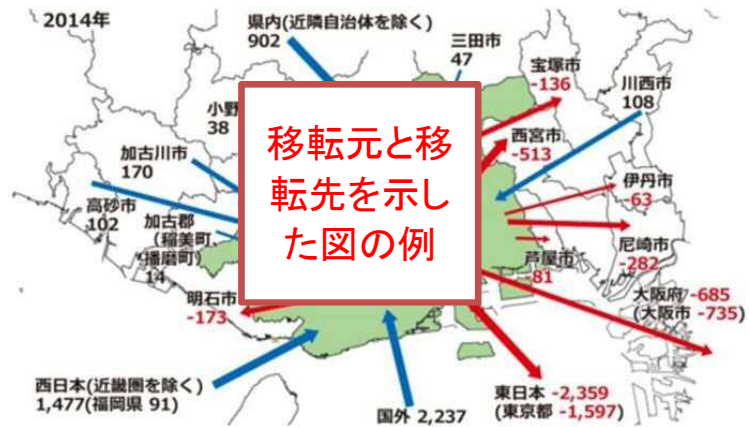 2014年
県内(近隣自治体を除く)
902
三田市
47
宝塚市
-136
川西市
108
小野
38
西宮市
-513
加古川市
170
伊丹市
-63
高砂市
102
加古郡
(稲美町、
播磨町)
14
移転元と移
転先を示し
た図の例
芦屋市
-81
尼崎市
-282
明石市
-173
大阪府 -685
(大阪市 -735)
西日本(近畿圏を除く)
1,477(福岡県 91)
国外 2,237
東日本 -2,359
(東京都 -1,597)